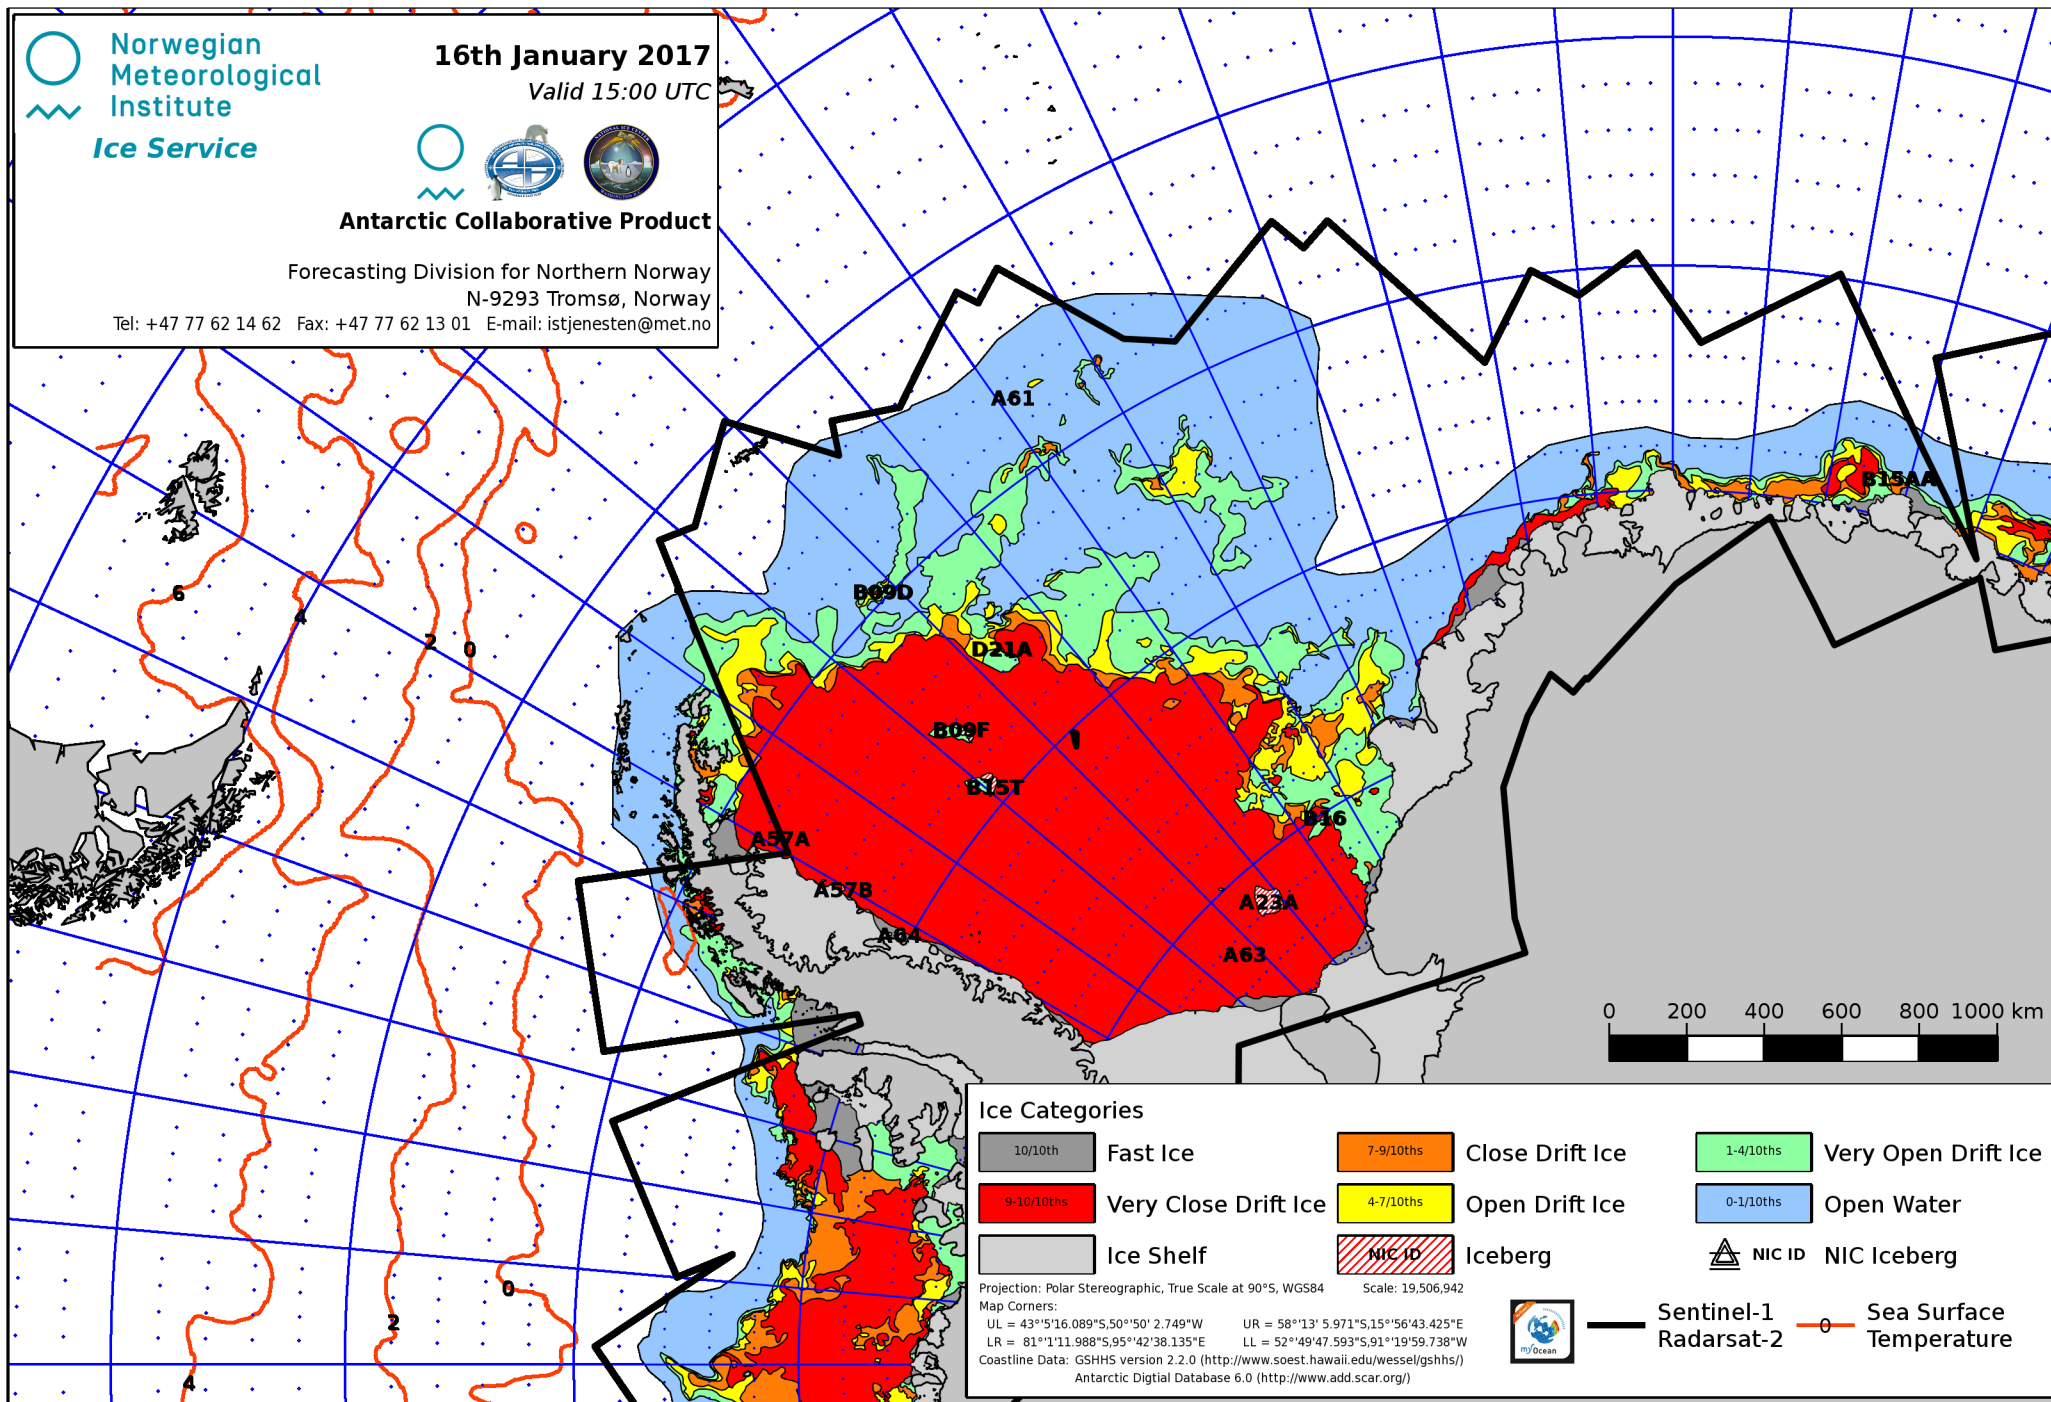 Norwegian
Meteorological
Institute
Ice Service
16th January 2017
Valid 15:00 UTC
Antarctic Collaborative Product
Forecasting Division for Northern Norway
N-9293 Tromsø, Norway
Tel: +47 77 62 14 62 Fax: +47 77 62 13 01 E-mail: istjenesten@met.no
A61
B15AA
B09D
6
4
2
0
D21A
B09F
B15T
B16
A57A
A57B
A23A
A64
A63
0 200 400 600 800 1000 km
0
2
4
Ice Categories
10/10th Fast Ice
7-9/10ths Close Drift Ice
1-4/10ths Very Open Drift Ice
9-10/10ths Very Close Drift Ice
4-7/10ths Open Drift Ice
0-1/10ths Open Water
Ice Shelf
NIC ID Iceberg
NIC ID NIC Iceberg
Projection: Polar Stereographic, True Scale at 90°S, WGS84 Scale: 19,506,942
Map Corners:
UL = 43°'5'16.089"S,50°'50' 2.749"W UR = 58°'13' 5.971"S,15°'56'43.425"E
LR = 81°'1'11.988"S,95°'42'38.135"E LL = 52°'49'47.593"S,91°'19'59.738"W
Coastline Data: GSHHS version 2.2.0 (http://www.soest.hawaii.edu/wessel/gshhs/)
Antarctic Digtial Database 6.0 (http://www.add.scar.org/)
myOcean
Sentinel-1
Radarsat-2
0
Sea Surface
Temperature